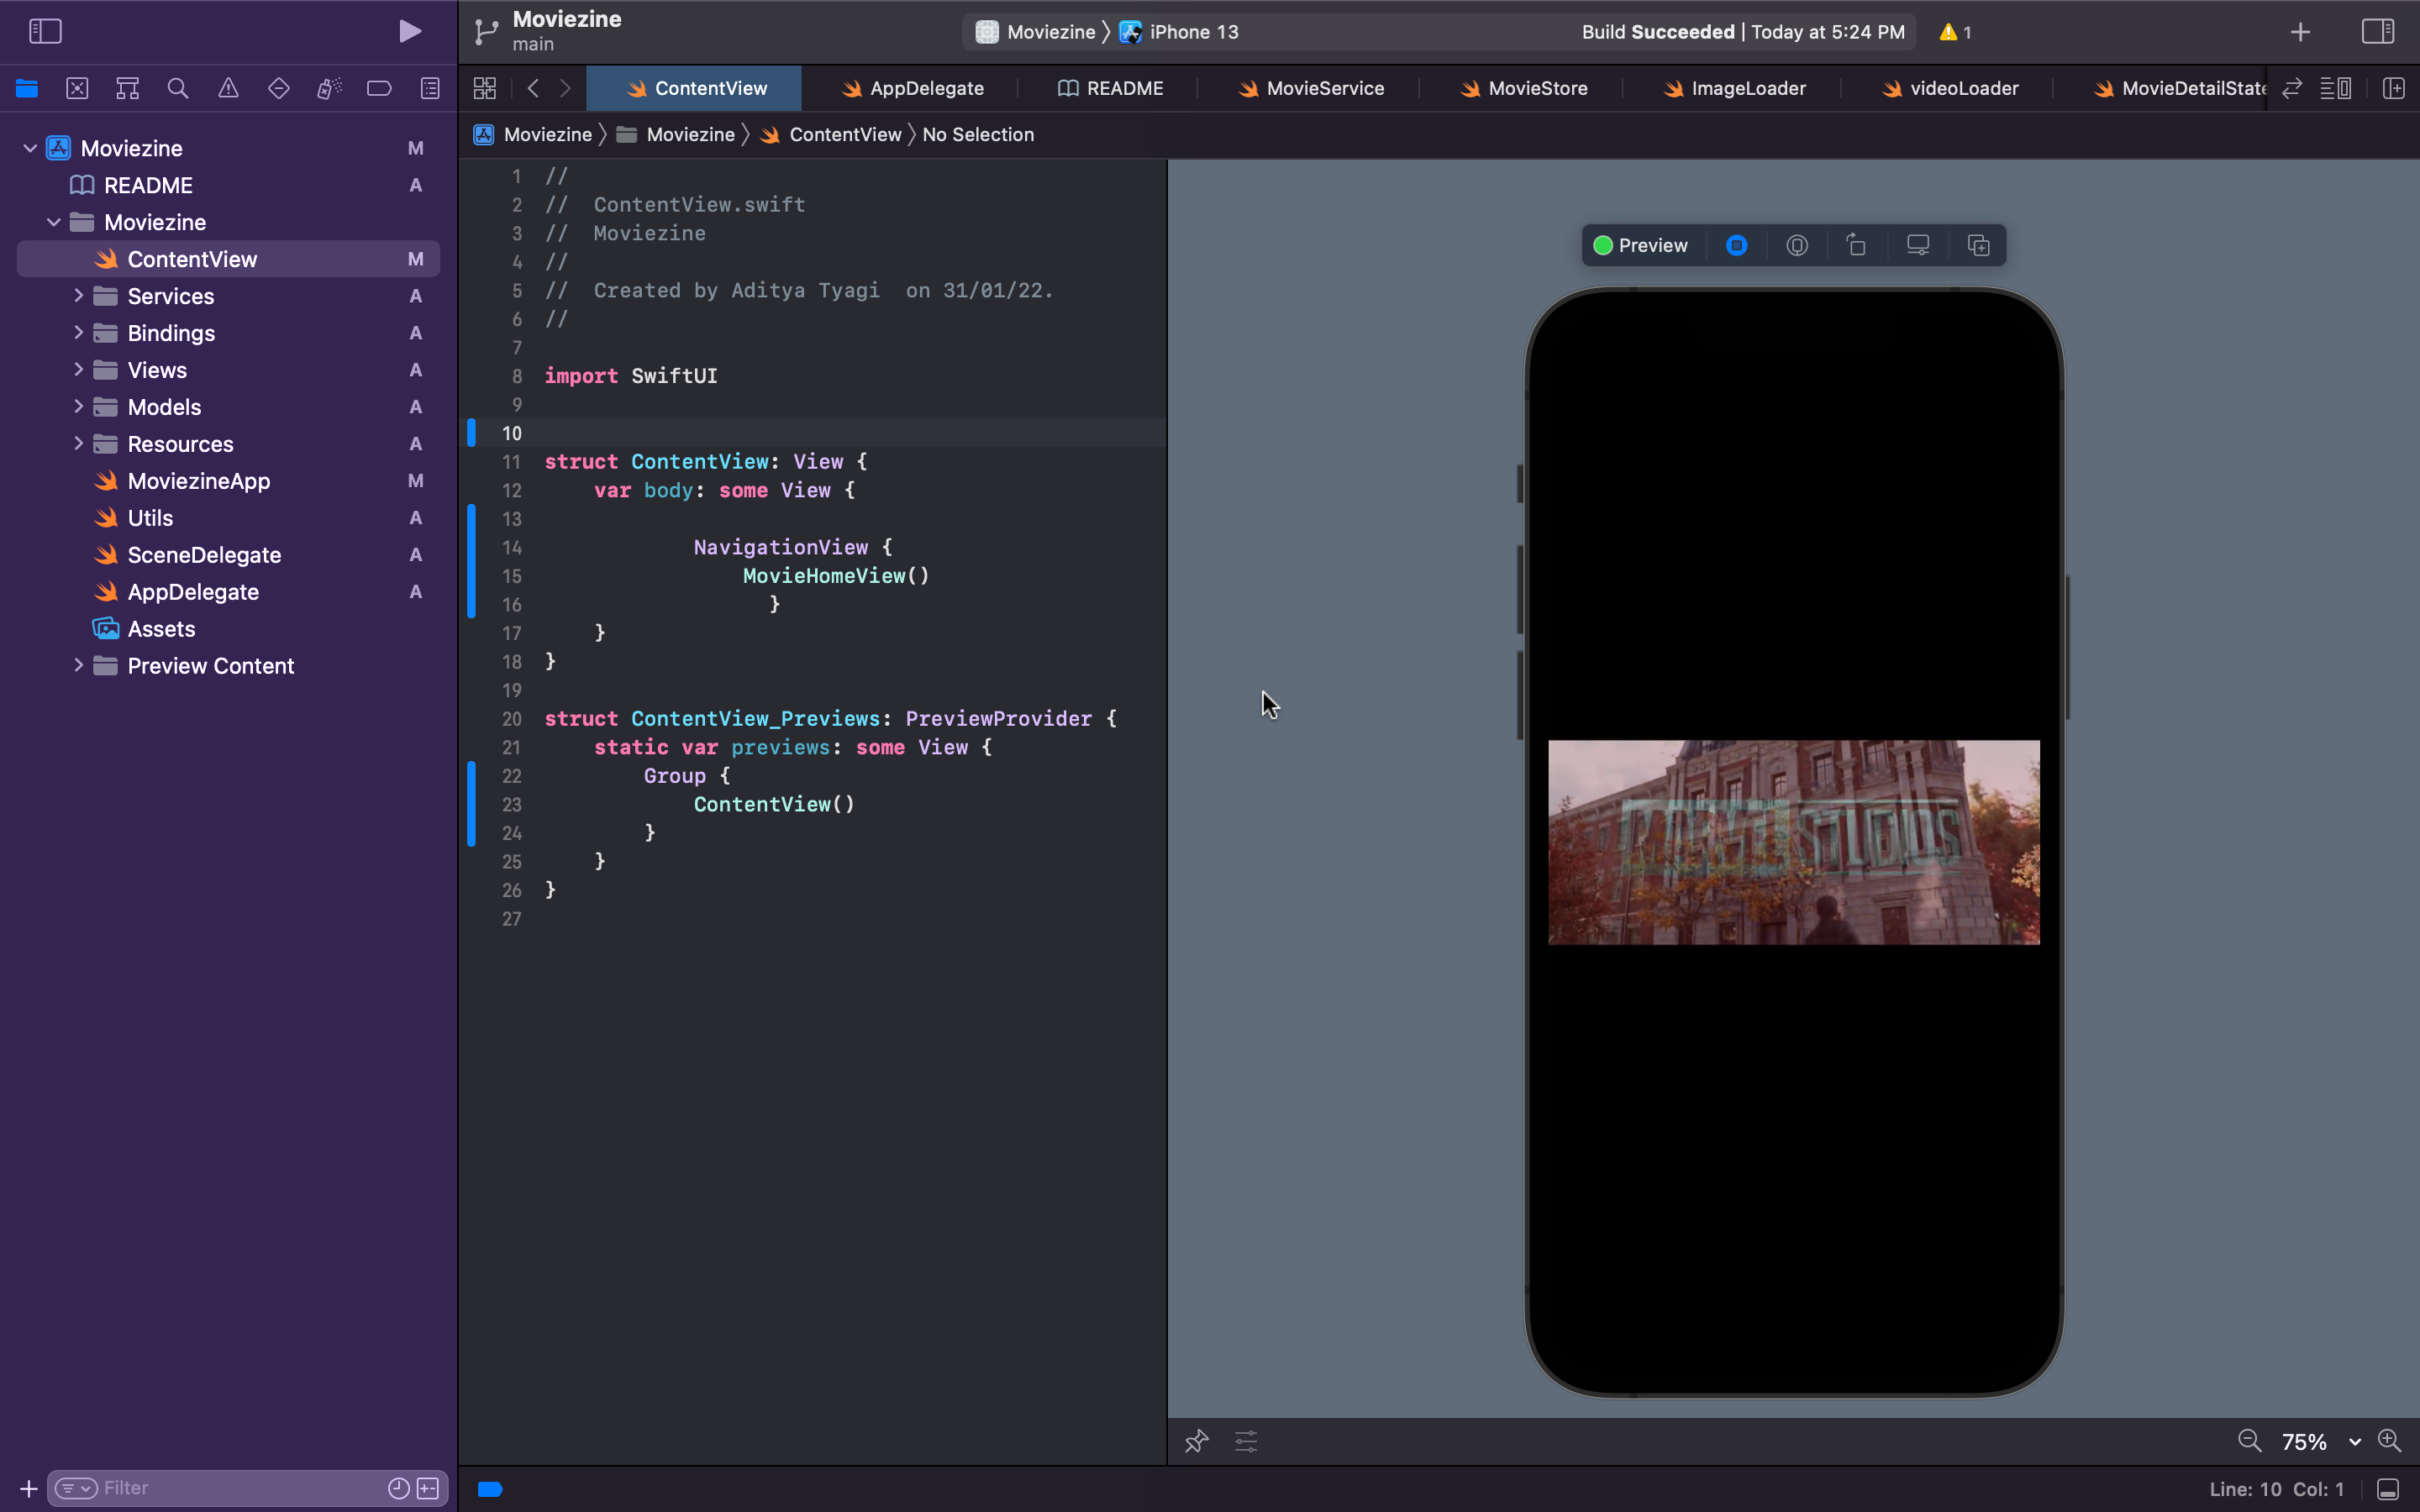 Moviezine
main
Moviezine 〉 iPhone 13
Build Succeeded | Today at 5:24 PM
1
ContentView
AppDelegate
README
MovieService
MovieStore
ImageLoader
videoLoader
MovieDetailState
Moviezine 〉 Moviezine 〉 ContentView 〉 No Selection
Moviezine M
README A
Moviezine
ContentView M
Services A
Bindings A
Views A
Models A
Resources A
MoviezineApp M
Utils A
SceneDelegate A
AppDelegate A
Assets
Preview Content
Filter
1 //
2 //  ContentView.swift
3 //  Moviezine
4 //
5 //  Created by Aditya Tyagi  on 31/01/22.
6 //
7
8 import SwiftUI
9
10
11 struct ContentView: View {
12     var body: some View {
13
14             NavigationView {
15                 MovieHomeView()
16                   }
17     }
18 }
19
20 struct ContentView_Previews: PreviewProvider {
21     static var previews: some View {
22         Group {
23             ContentView()
24         }
25     }
26 }
27
Preview
MARVEL STUDIOS
75%
Line: 10 Col: 1